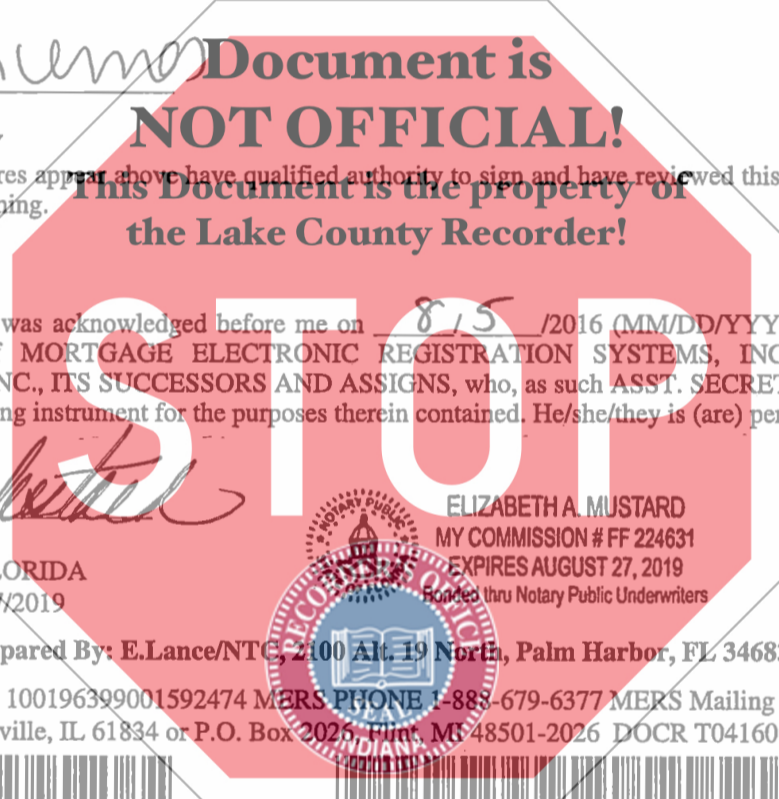 Document is
NOT OFFICIAL!
res appear above have qualified authority to sign and have reviewed this
This Document is the property of
ning.
the Lake County Recorder!
was acknowledged before me on 8/5/2016 (MM/DD/YYY
MORTGAGE ELECTRONIC REGISTRATION SYSTEMS, INC
NC., ITS SUCCESSORS AND ASSIGNS, who, as such ASST. SECRET
ng instrument for the purposes therein contained. He/she/they is (are) per
STOP
NOTARY PUBLIC
ELIZABETH A. MUSTARD
MY COMMISSION # FF 224631
EXPIRES AUGUST 27, 2019
Bonded thru Notary Public Underwriters
LORIDA
7/2019
RECORDER'S OFFICE
pared By: E.Lance/NTC, 2100 Alt. 19 North, Palm Harbor, FL 3468
100196399001592474 MERS PHONE 1-888-679-6377 MERS Mailing
SEAL
ville, IL 61834 or P.O. Box 2026, Flint, MI 48501-2026 DOCR T04160
INDIANA